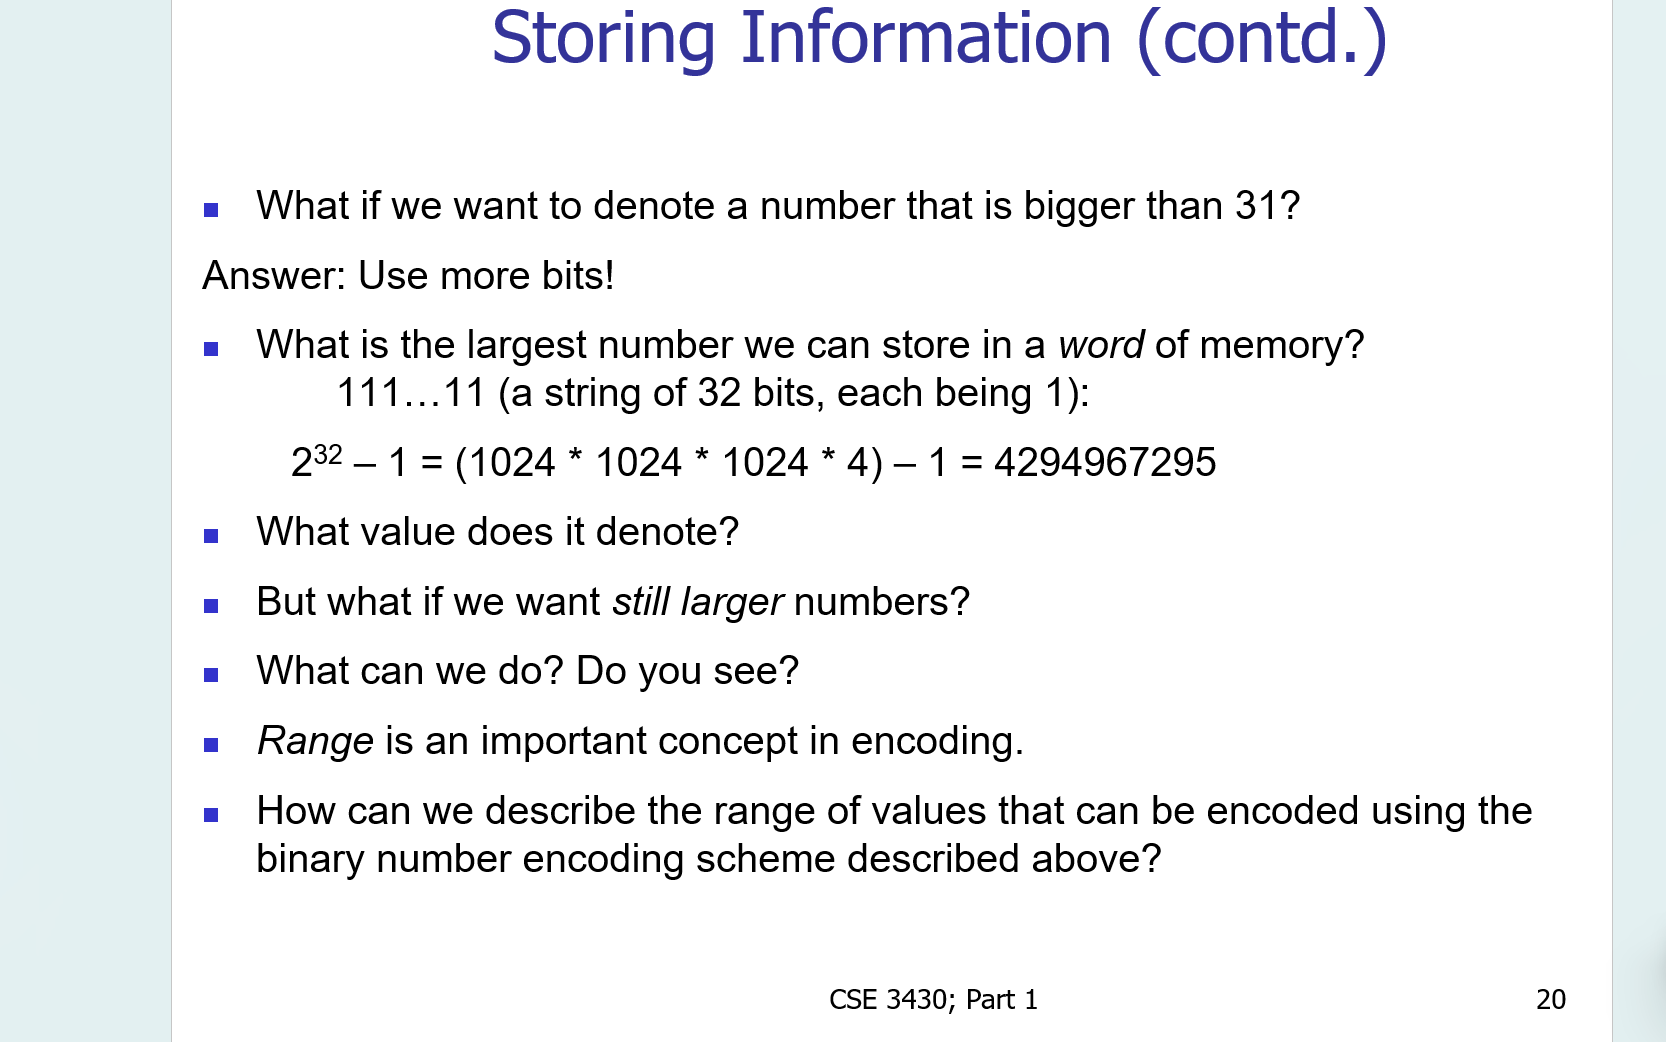 Storing Information (contd.)
■ What if we want to denote a number that is bigger than 31?
Answer: Use more bits!
■ What is the largest number we can store in a word of memory?
111…11 (a string of 32 bits, each being 1):
2³² – 1 = (1024 * 1024 * 1024 * 4) – 1 = 4294967295
■ What value does it denote?
■ But what if we want still larger numbers?
■ What can we do? Do you see?
■ Range is an important concept in encoding.
■ How can we describe the range of values that can be encoded using the
binary number encoding scheme described above?
CSE 3430; Part 1
20